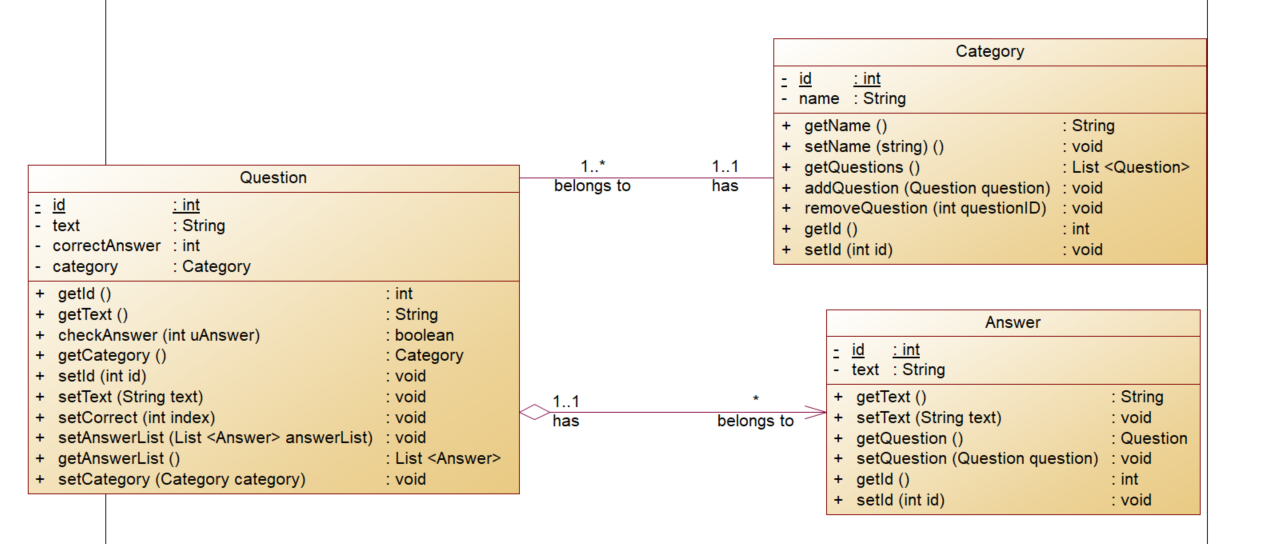 Category
- id : int
- name : String
+ getName () : String
+ setName (string) () : void
+ getQuestions () : List <Question>
+ addQuestion (Question question) : void
+ removeQuestion (int questionID) : void
+ getId () : int
+ setId (int id) : void
1..* 1..1
belongs to has
Question
- id : int
- text : String
- correctAnswer : int
- category : Category
+ getId () : int
+ getText () : String
+ checkAnswer (int uAnswer) : boolean
+ getCategory () : Category
+ setId (int id) : void
+ setText (String text) : void
+ setCorrect (int index) : void
+ setAnswerList (List <Answer> answerList) : void
+ getAnswerList () : List <Answer>
+ setCategory (Category category) : void
1..1 *
has belongs to
Answer
- id : int
- text : String
+ getText () : String
+ setText (String text) : void
+ getQuestion () : Question
+ setQuestion (Question question) : void
+ getId () : int
+ setId (int id) : void